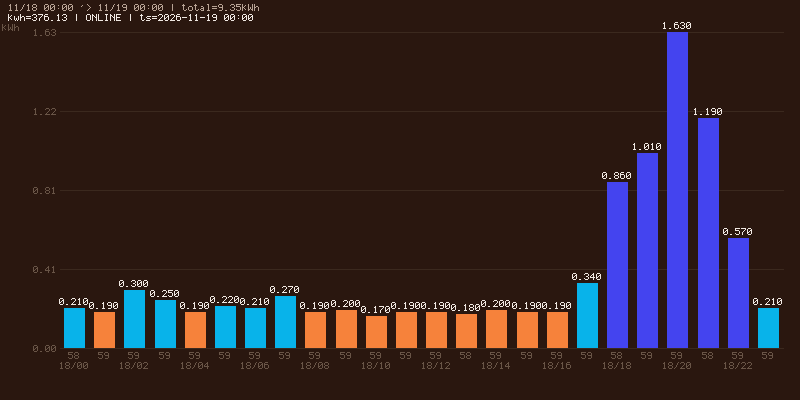 11/18 00:00 -> 11/19 00:00 | total=9.35kWh
Kwh=376.13 | ONLINE | ts=2026-11-19 00:00
kWh
1.63
1.22
0.81
0.41
0.00
0.210 0.190 0.300 0.250 0.190 0.220 0.210 0.270 0.190 0.200 0.170 0.190 0.190 0.180 0.200 0.190 0.190 0.340 0.860 1.010 1.630 1.190 0.570 0.210
58 59 59 59 59 59 59 59 59 59 59 59 59 59 59 59 59 59 58 59 59 58 59 59
18/00 18/02 18/04 18/06 18/08 18/10 18/12 18/14 18/16 18/18 18/20 18/22